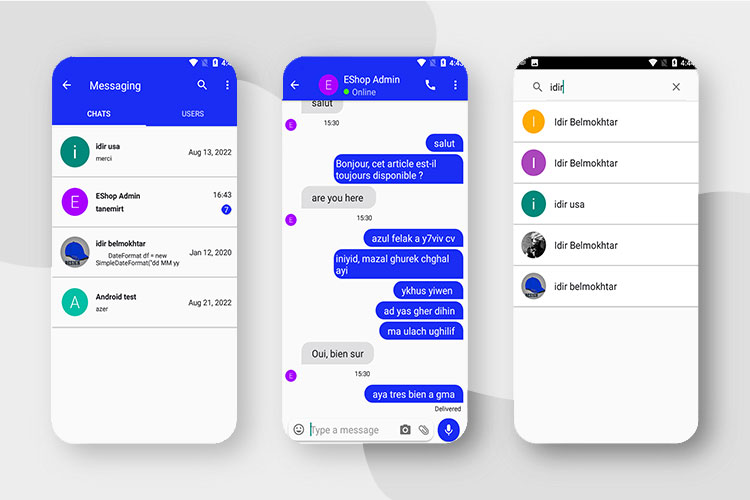 4:43
Messaging
CHATS
USERS
i
idir usa
Aug 13, 2022
merci
E
EShop Admin
16:43
tanemirt
7
idir belmokhtar
Jan 12, 2020
DateFormat df = new
SimpleDateFormat("dd MM yy
A
Android test
Aug 21, 2022
azer
4:43
E
EShop Admin
Online
salut
E
15:30
salut
Bonjour, cet article est-il
toujours disponible ?
are you here
E
15:30
azul felak a y7viv cv
iniyid, mazal ghurek chghal
ayi
ykhus yiwen
ad yas gher dihin
ma ulach ughilif
Oui, bien sur
E
15:30
aya tres bien a gma
Delivered
Type a message
4:44
idir
I
Idir Belmokhtar
I
Idir Belmokhtar
i
idir usa
Idir Belmokhtar
idir belmokhtar